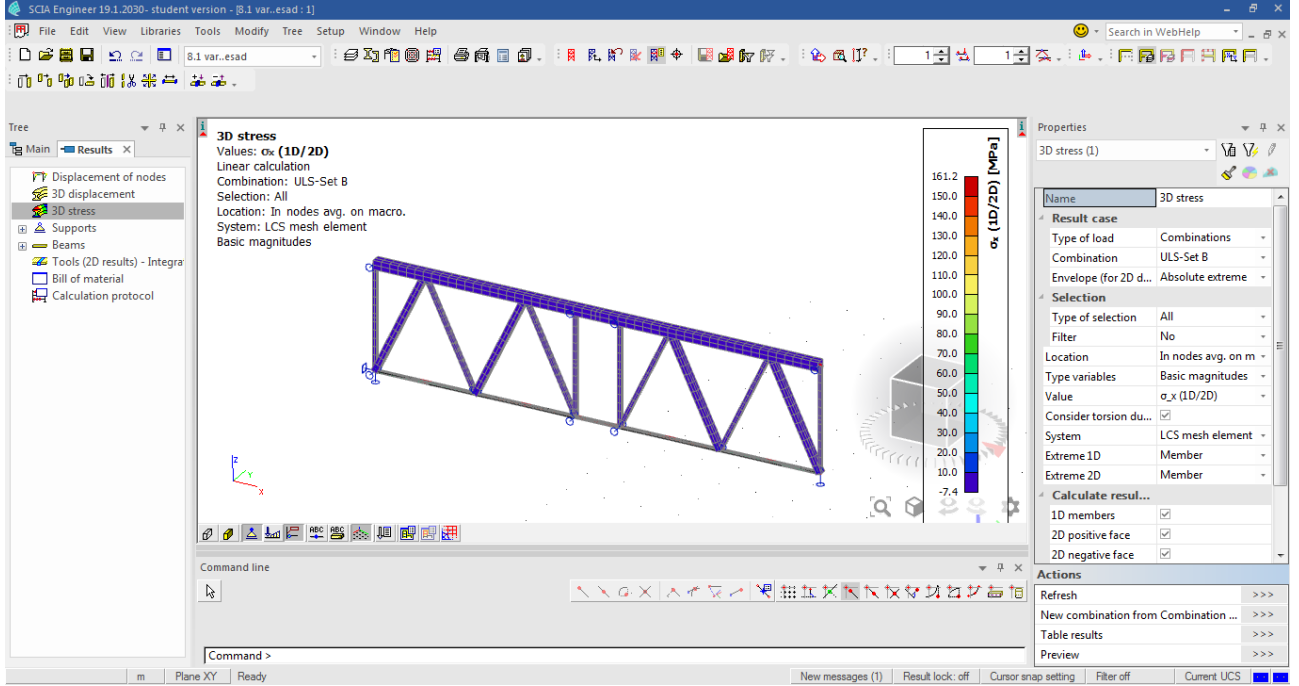 SCIA Engineer 19.1.2030- student version - [8.1 var..esad : 1]
File Edit View Libraries Tools Modify Tree Setup Window Help
Search in WebHelp
8.1 var..esad
1
1
Tree
Main
Results
Displacement of nodes
3D displacement
3D stress
Supports
Beams
Tools (2D results) - Integra
Bill of material
Calculation protocol
3D stress
Values: σx (1D/2D)
Linear calculation
Combination: ULS-Set B
Selection: All
Location: In nodes avg. on macro.
System: LCS mesh element
Basic magnitudes
σx (1D/2D) [MPa]
161.2
150.0
140.0
130.0
120.0
110.0
100.0
90.0
80.0
70.0
60.0
50.0
40.0
30.0
20.0
10.0
-7.4
z
y
x
ABC
ABC
Command line
Command >
Properties
3D stress (1)
Name 3D stress
Result case
Type of load Combinations
Combination ULS-Set B
Envelope (for 2D d... Absolute extreme
Selection
Type of selection All
Filter No
Location In nodes avg. on m
Type variables Basic magnitudes
Value σ_x (1D/2D)
Consider torsion du...
System LCS mesh element
Extreme 1D Member
Extreme 2D Member
Calculate resul...
1D members
2D positive face
2D negative face
Actions
Refresh >>>
New combination from Combination ... >>>
Table results >>>
Preview >>>
m Plane XY Ready New messages (1) Result lock: off Cursor snap setting Filter off Current UCS